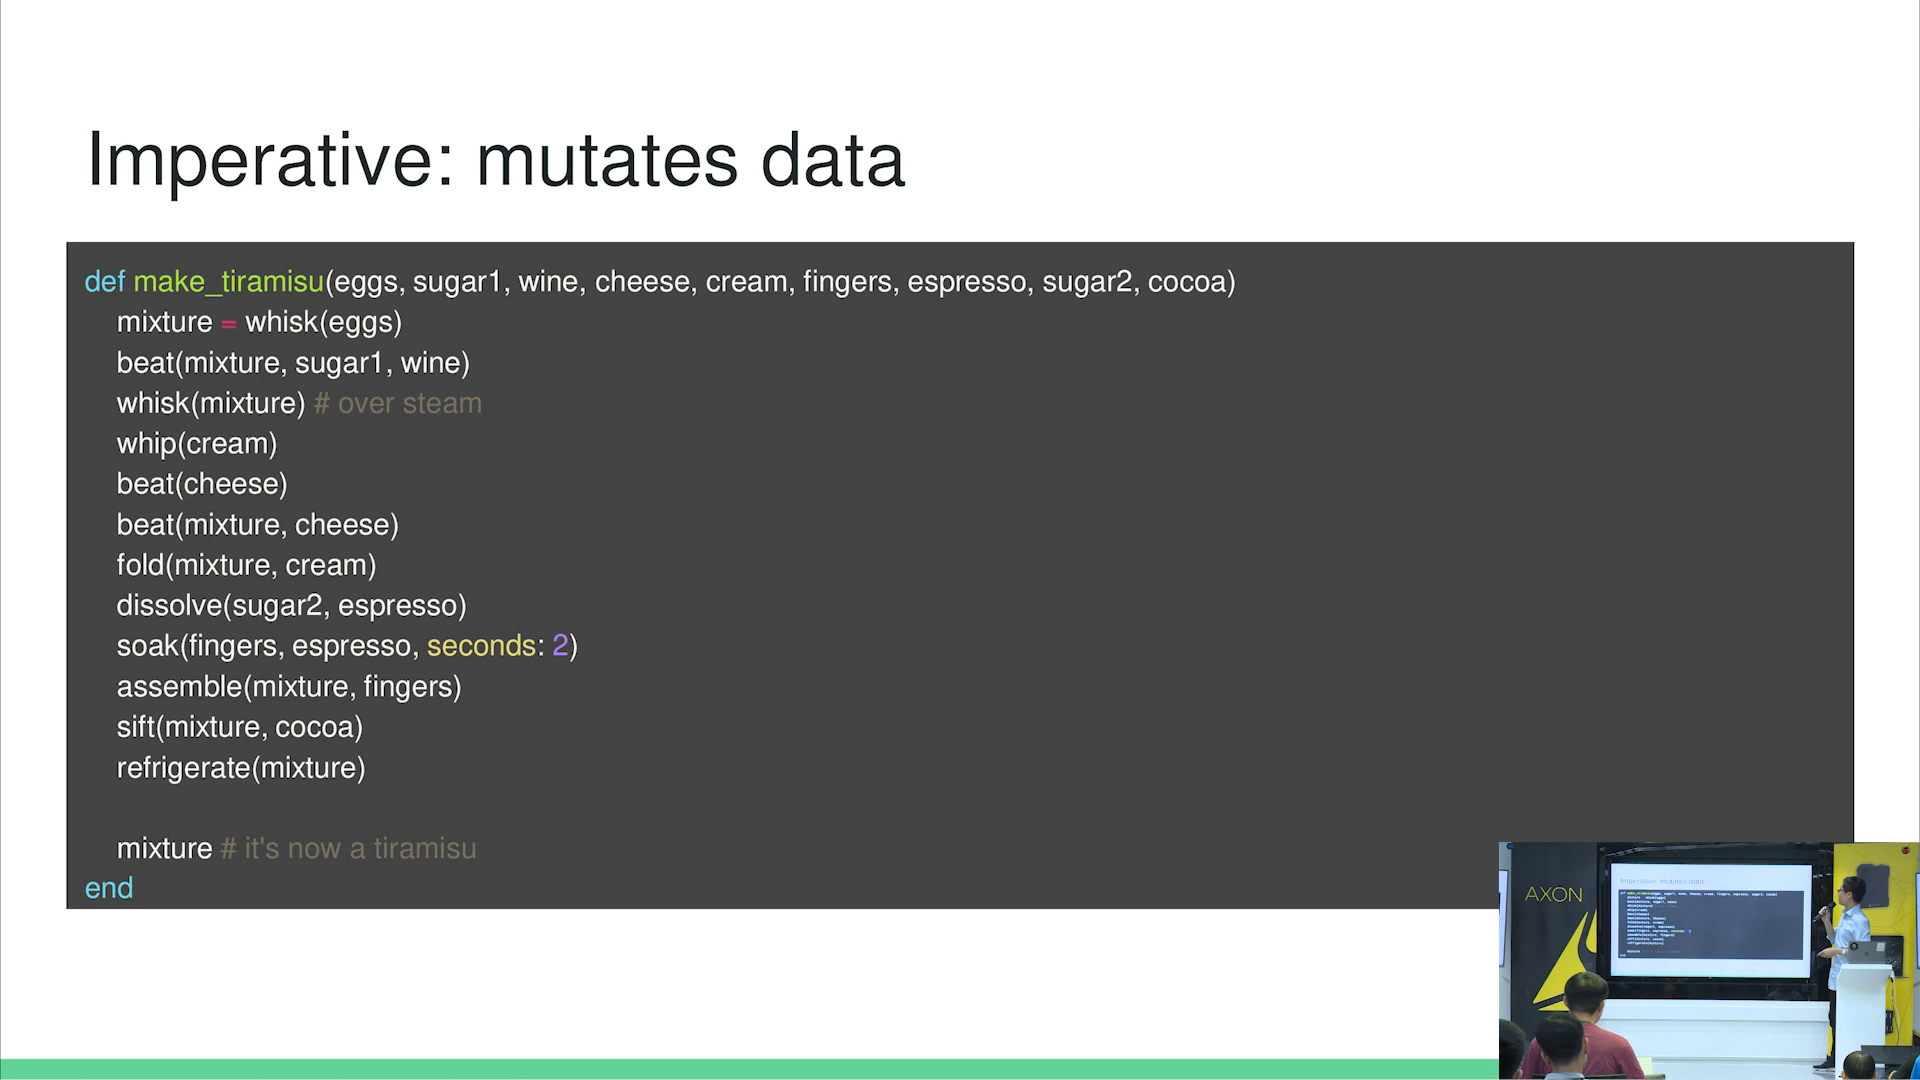 Imperative: mutates data
def make_tiramisu(eggs, sugar1, wine, cheese, cream, fingers, espresso, sugar2, cocoa)
mixture = whisk(eggs)
beat(mixture, sugar1, wine)
whisk(mixture) # over steam
whip(cream)
beat(cheese)
beat(mixture, cheese)
fold(mixture, cream)
dissolve(sugar2, espresso)
soak(fingers, espresso, seconds: 2)
assemble(mixture, fingers)
sift(mixture, cocoa)
refrigerate(mixture)
mixture # it's now a tiramisu
end
AXON
Imperative: mutates data